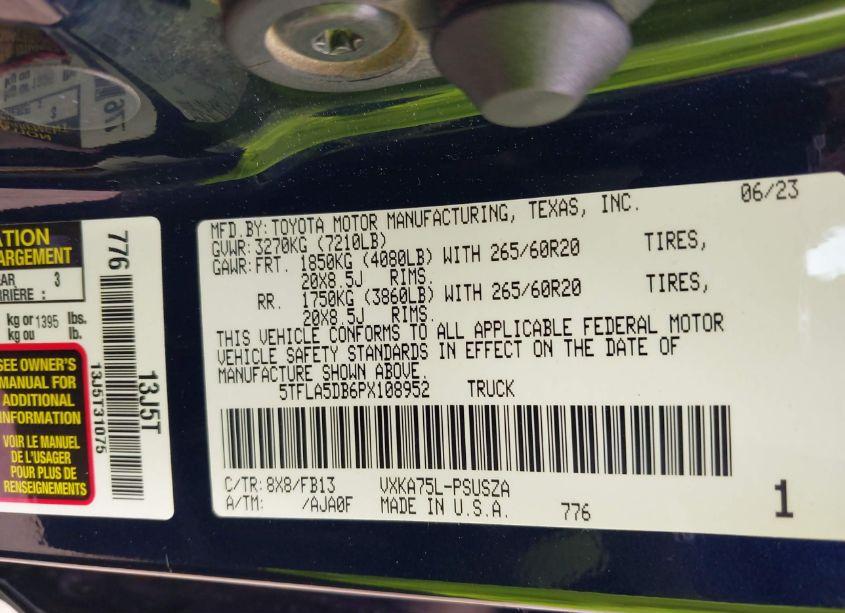 MFD.BY: TOYOTA MOTOR MANUFACTURING, TEXAS, INC. 06/23
GVWR: 3270KG (7210LB)
GAWR: FRT. 1850KG (4080LB) WITH 265/60R20 TIRES,
20X8.5J RIMS.
RR. 1750KG (3860LB) WITH 265/60R20 TIRES,
20X8.5J RIMS.
THIS VEHICLE CONFORMS TO ALL APPLICABLE FEDERAL MOTOR
VEHICLE SAFETY STANDARDS IN EFFECT ON THE DATE OF
MANUFACTURE SHOWN ABOVE.
5TFLA5DB6PX108952 TRUCK
C/TR: 8X8/FB13 VXKA75L-PSUSZA
A/TM: /AJA0F MADE IN U.S.A. 776 1
ATION
ARGEMENT
3
kg or 1395 lbs.
kg ou lb.
SEE OWNER'S
MANUAL FOR
ADDITIONAL
INFORMATION
VOIR LE MANUEL
DE L'USAGER
POUR PLUS DE
RENSEIGNEMENTS
776
13J5T
13J5T31075